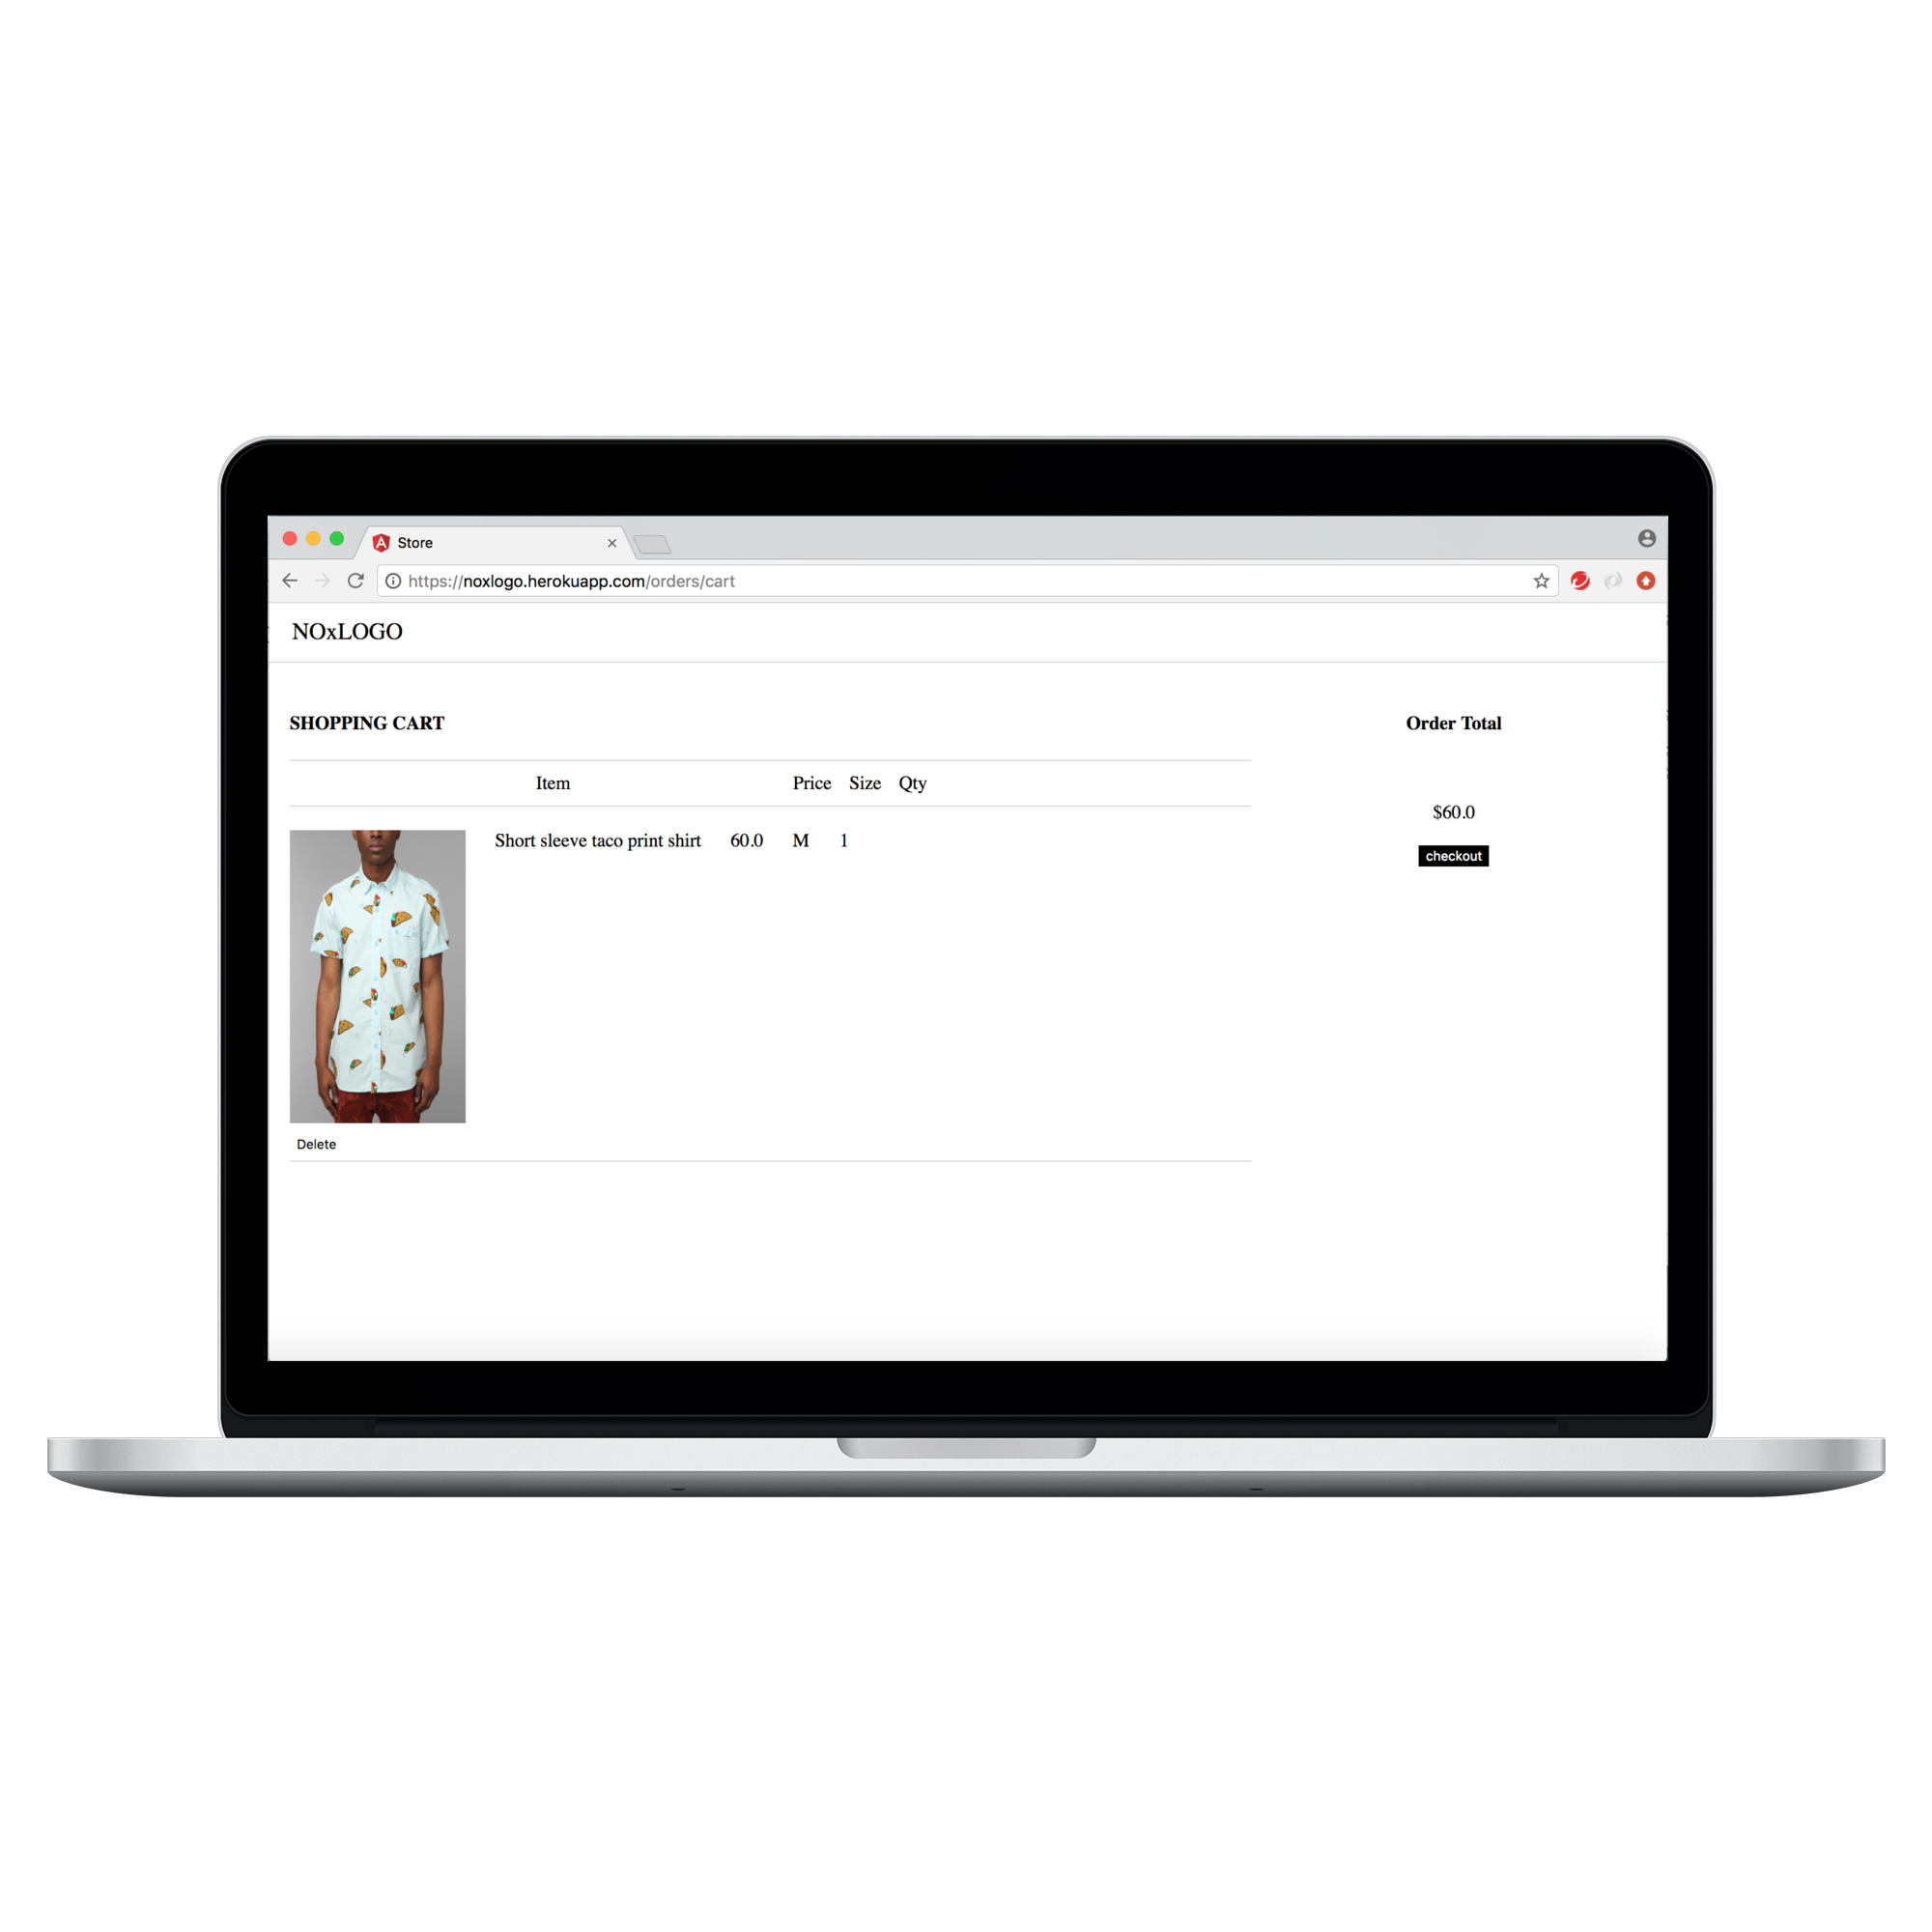 Store
https://noxlogo.herokuapp.com/orders/cart
NOxLOGO
SHOPPING CART
Order Total
Item Price Size Qty
Short sleeve taco print shirt 60.0 M 1
$60.0
checkout
Delete